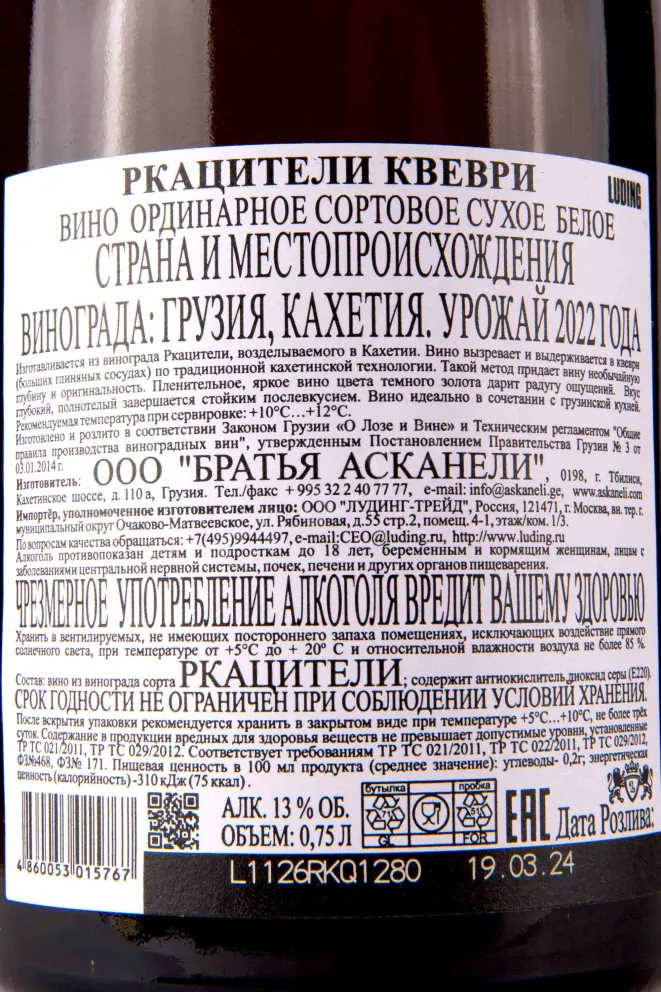 РКАЦИТЕЛИ КВЕВРИ
LUDING
ВИНО ОРДИНАРНОЕ СОРТОВОЕ СУХОЕ БЕЛОЕ
СТРАНА И МЕСТОПРОИСХОЖДЕНИЯ
ВИНОГРАДА: ГРУЗИЯ, КАХЕТИЯ. УРОЖАЙ 2022 ГОДА
Изготавливается из винограда Ркацители, возделываемого в Кахетии. Вино вызревает и выдерживается в квеври
(больших глиняных сосудах) по традиционной кахетинской технологии. Такой метод придает вину необычайную
глубину и оригинальность. Пленительное, яркое вино цвета темного золота дарит радугу ощущений. Вкус
глубокий, полнотелый завершается стойким послевкусием. Вино идеально в сочетании с грузинской кухней.
Рекомендуемая температура при сервировке: +10°С...+12°С.
Изготовлено и розлито в соответствии Законом Грузии «О Лозе и Вине» и Техническим регламентом "Общие
правила производства виноградных вин", утвержденным Постановлением Правительства Грузии № 3 от
03.01.2014 г.
Изготовитель: ООО "БРАТЬЯ АСКАНЕЛИ", 0198, г. Тбилиси,
Кахетинское шоссе, д. 110 а, Грузия. Тел./факс +995 32 2 40 77 77, e-mail: info@askaneli.ge, www.askaneli.com
Импортёр, уполномоченное изготовителем лицо: ООО "ЛУДИНГ-ТРЕЙД", Россия, 121471, г. Москва, вн. тер. г.
муниципальный округ Очаково-Матвеевское, ул. Рябиновая, д.55 стр.2, помещ. 4-1, этаж/ком. 1/3.
По вопросам качества обращаться: +7(495)9944497, e-mail:CEO@luding.ru, http://www.luding.ru
Алкоголь противопоказан детям и подросткам до 18 лет, беременным и кормящим женщинам, лицам с
заболеваниями центральной нервной системы, почек, печени и других органов пищеварения.
ЧРЕЗМЕРНОЕ УПОТРЕБЛЕНИЕ АЛКОГОЛЯ ВРЕДИТ ВАШЕМУ ЗДОРОВЬЮ
Хранить в вентилируемых, не имеющих постороннего запаха помещениях, исключающих воздействие прямого
солнечного света, при температуре от +5°С до + 20° С и относительной влажности воздуха не более 85 %.
Состав: вино из винограда сорта РКАЦИТЕЛИ; содержит антиокислитель диоксид серы (Е220).
СРОК ГОДНОСТИ НЕ ОГРАНИЧЕН ПРИ СОБЛЮДЕНИИ УСЛОВИЙ ХРАНЕНИЯ.
После вскрытия упаковки рекомендуется хранить в закрытом виде при температуре +5°С...+10°С, не более трёх
суток. Содержание в продукции вредных для здоровья веществ не превышает допустимые уровни, установленные
ТР ТС 021/2011, ТР ТС 029/2012. Соответствует требованиям ТР ТС 021/2011, ТР ТС 022/2011, ТР ТС 029/2012,
ФЗ№468, ФЗ№ 171. Пищевая ценность в 100 мл продукта (среднее значение): углеводы- 0,2г; энергетическая
ценность (калорийность) -310 кДж (75 ккал).
АЛК. 13 % ОБ.
ОБЪЕМ: 0,75 Л
бутылка
71
GL
пробка
51
FOR
EAC
Дата Розлива:
4 860053 015767
L1126RKQ1280 19.03.24